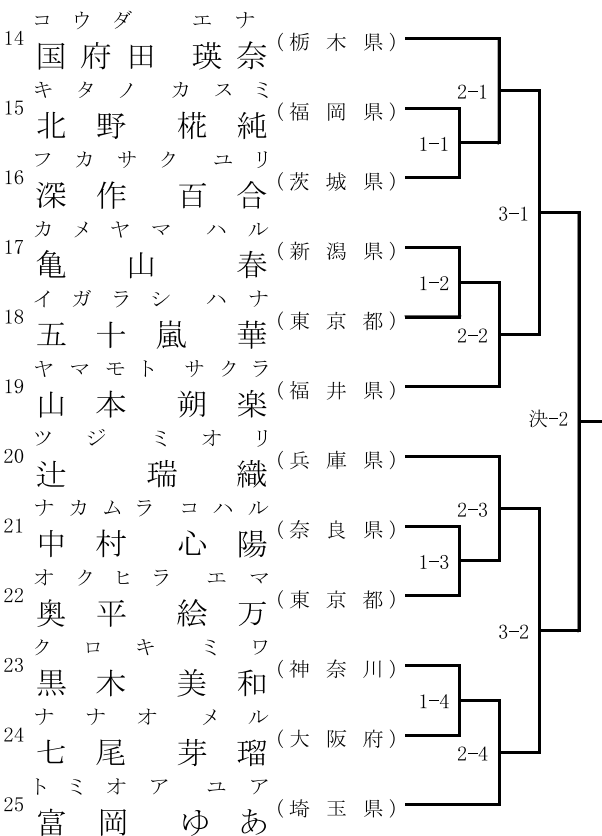 コウダ エナ
14 国府田 瑛奈 (栃木県)
キタノ カスミ
15 北野 椛純 (福岡県)
フカサク ユリ
16 深作 百合 (茨城県)
カメヤマ ハル
17 亀山 春 (新潟県)
イガラシ ハナ
18 五十嵐 華 (東京都)
ヤマモト サクラ
19 山本 朔楽 (福井県)
ツジ ミオリ
20 辻 瑞織 (兵庫県)
ナカムラ コハル
21 中村 心陽 (奈良県)
オクヒラ エマ
22 奥平 絵万 (東京都)
クロキ ミワ
23 黒木 美和 (神奈川)
ナナオ メル
24 七尾 芽瑠 (大阪府)
トミオア ユア
25 富岡 ゆあ (埼玉県)
2-1
1-1
3-1
1-2
2-2
決-2
2-3
1-3
3-2
1-4
2-4